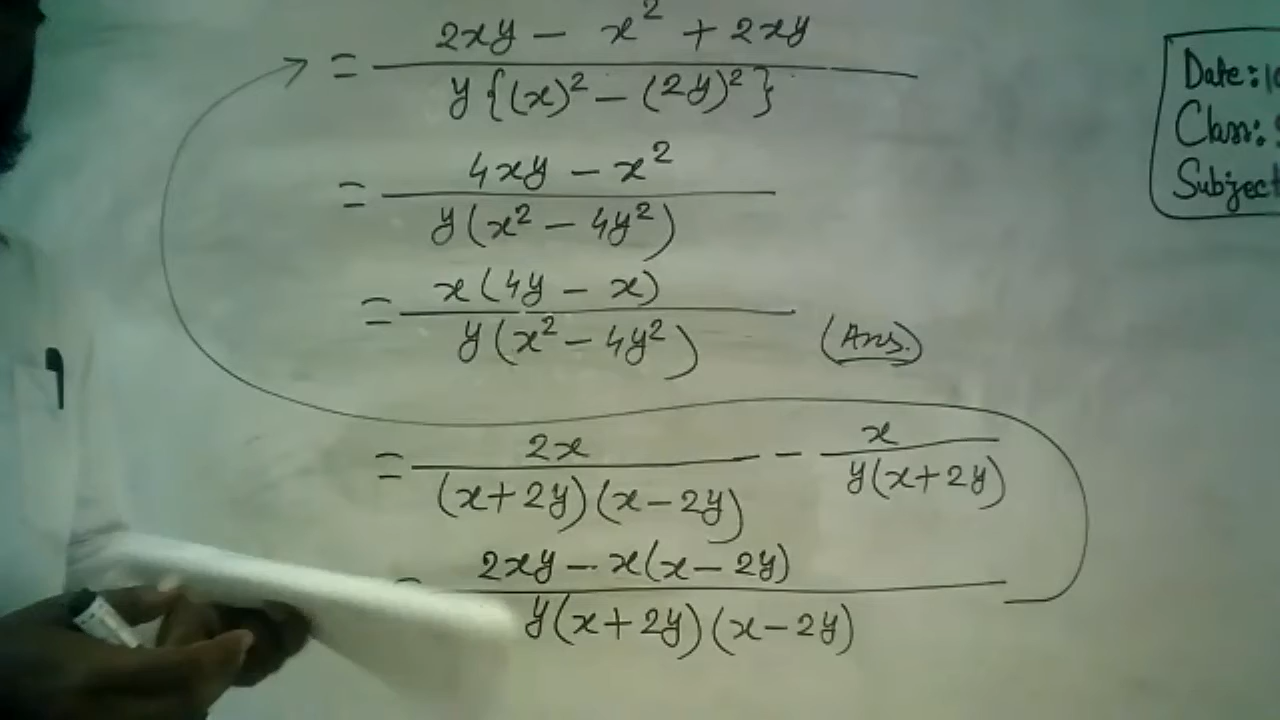 = 2xy - x² + 2xy / y{(x)² - (2y)²}
= 4xy - x² / y(x² - 4y²)
= x(4y - x) / y(x² - 4y²) (Ans.)
= 2x / (x+2y)(x-2y) - x / y(x+2y)
2xy - x(x-2y) / y(x+2y)(x-2y)
Date:
Class:
Subject